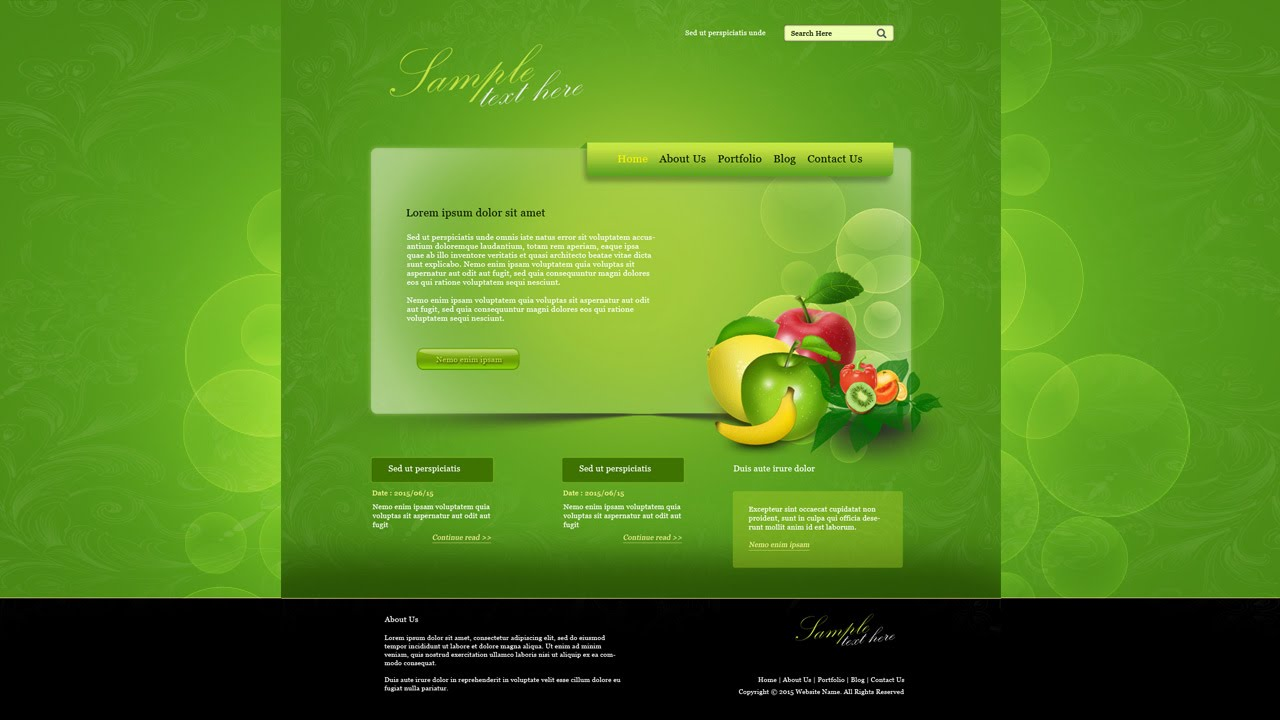 Sed ut perspiciatis unde
Search Here
Sample
text here
Home About Us Portfolio Blog Contact Us
Lorem ipsum dolor sit amet
Sed ut perspiciatis unde omnis iste natus error sit voluptatem accus-
antium doloremque laudantium, totam rem aperiam, eaque ipsa
quae ab illo inventore veritatis et quasi architecto beatae vitae dicta
sunt explicabo. Nemo enim ipsam voluptatem quia voluptas sit
aspernatur aut odit aut fugit, sed quia consequuntur magni dolores
eos qui ratione voluptatem sequi nesciunt.
Nemo enim ipsam voluptatem quia voluptas sit aspernatur aut odit
aut fugit, sed quia consequuntur magni dolores eos qui ratione
voluptatem sequi nesciunt.
Nemo enim ipsam
Sed ut perspiciatis
Date : 2015/06/15
Nemo enim ipsam voluptatem quia
voluptas sit aspernatur aut odit aut
fugit
Continue read >>
Sed ut perspiciatis
Date : 2015/06/15
Nemo enim ipsam voluptatem quia
voluptas sit aspernatur aut odit aut
fugit
Continue read >>
Duis aute irure dolor
Excepteur sint occaecat cupidatat non
proident, sunt in culpa qui officia dese-
runt mollit anim id est laborum.
Nemo enim ipsam
About Us
Lorem ipsum dolor sit amet, consectetur adipiscing elit, sed do eiusmod
tempor incididunt ut labore et dolore magna aliqua. Ut enim ad minim
veniam, quis nostrud exercitation ullamco laboris nisi ut aliquip ex ea com-
modo consequat.
Duis aute irure dolor in reprehenderit in voluptate velit esse cillum dolore eu
fugiat nulla pariatur.
Sample
text here
Home | About Us | Portfolio | Blog | Contact Us
Copyright © 2015 Website Name. All Rights Reserved